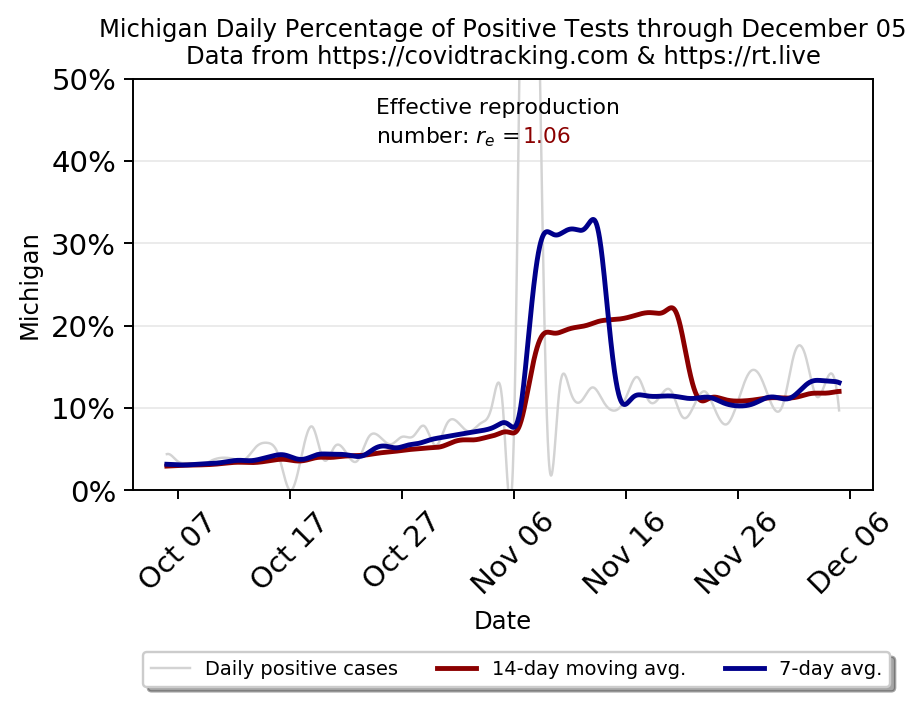 Michigan Daily Percentage of Positive Tests through December 05
Data from https://covidtracking.com & https://rt.live
50%
40%
30%
20%
10%
0%
Michigan
Effective reproduction
number: rₑ =1.06
Oct 07
Oct 17
Oct 27
Nov 06
Nov 16
Nov 26
Dec 06
Date
Daily positive cases
14-day moving avg.
7-day avg.